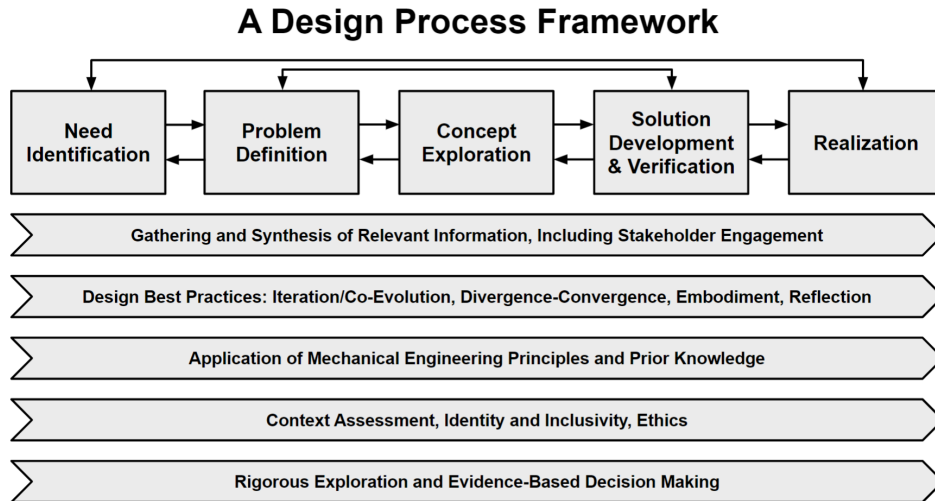 A Design Process Framework
Need
Identification
Problem
Definition
Concept
Exploration
Solution
Development
& Verification
Realization
Gathering and Synthesis of Relevant Information, Including Stakeholder Engagement
Design Best Practices: Iteration/Co-Evolution, Divergence-Convergence, Embodiment, Reflection
Application of Mechanical Engineering Principles and Prior Knowledge
Context Assessment, Identity and Inclusivity, Ethics
Rigorous Exploration and Evidence-Based Decision Making